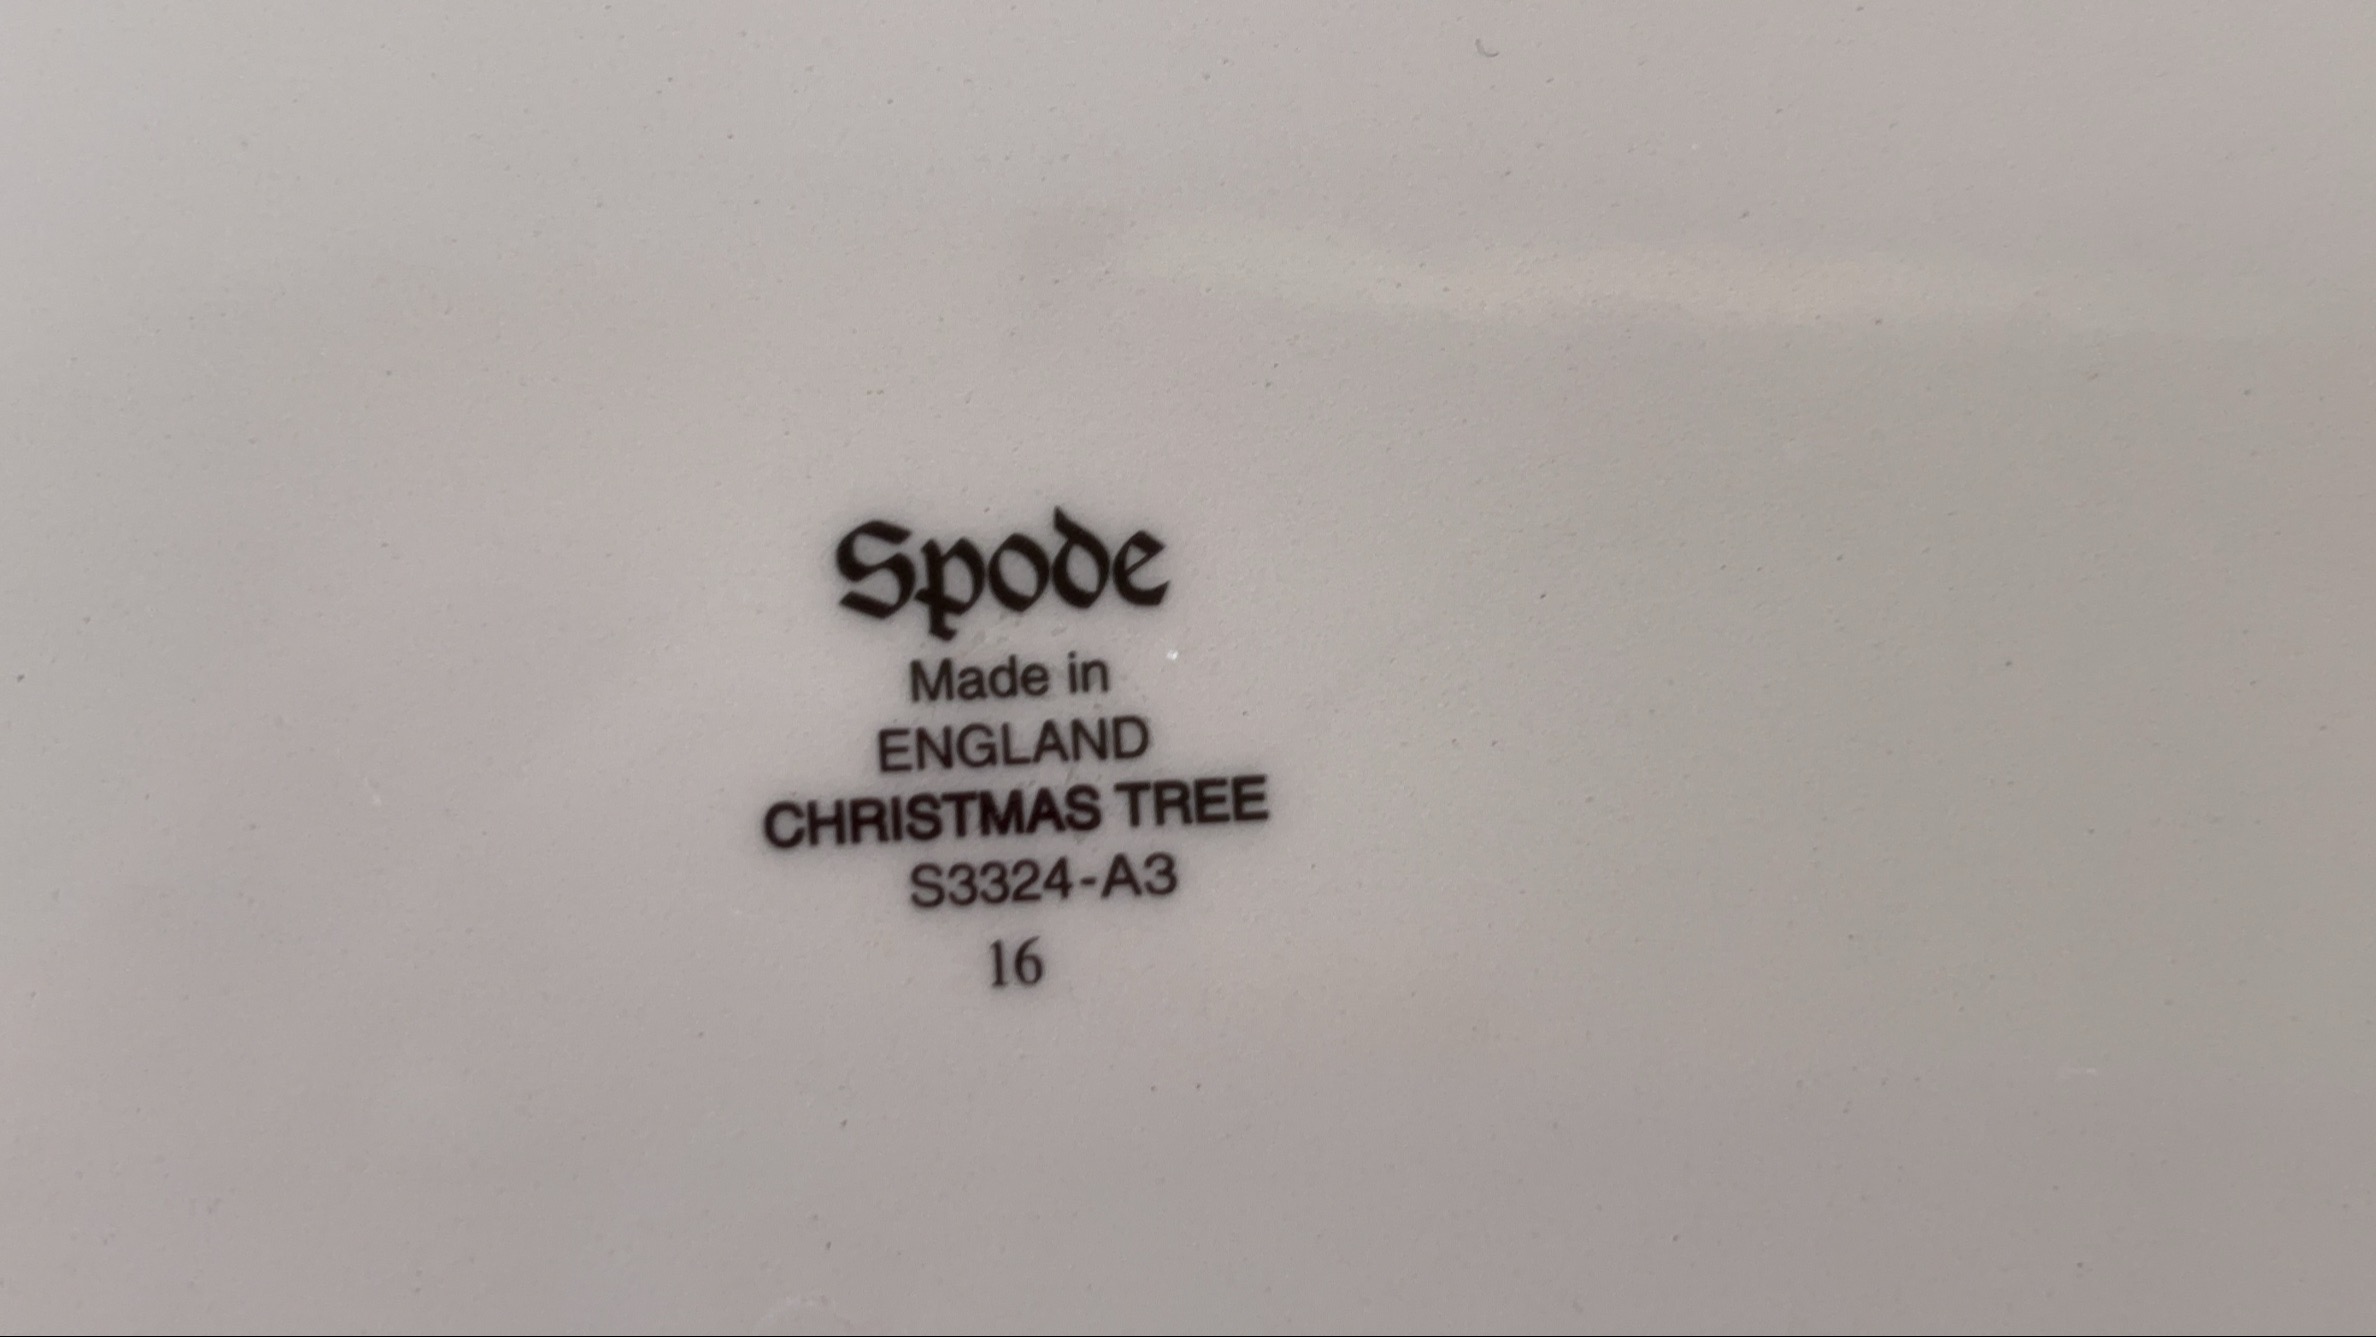 Spode
Made in
ENGLAND
CHRISTMAS TREE
S3324-A3
16